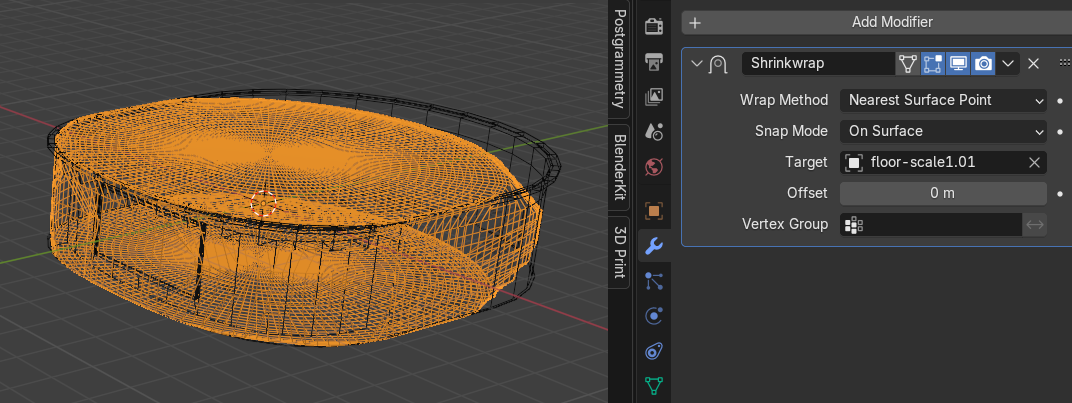 Postgrammetry
BlenderKit
3D Print
Add Modifier
Shrinkwrap
Wrap Method Nearest Surface Point
Snap Mode On Surface
Target floor-scale1.01
Offset 0 m
Vertex Group